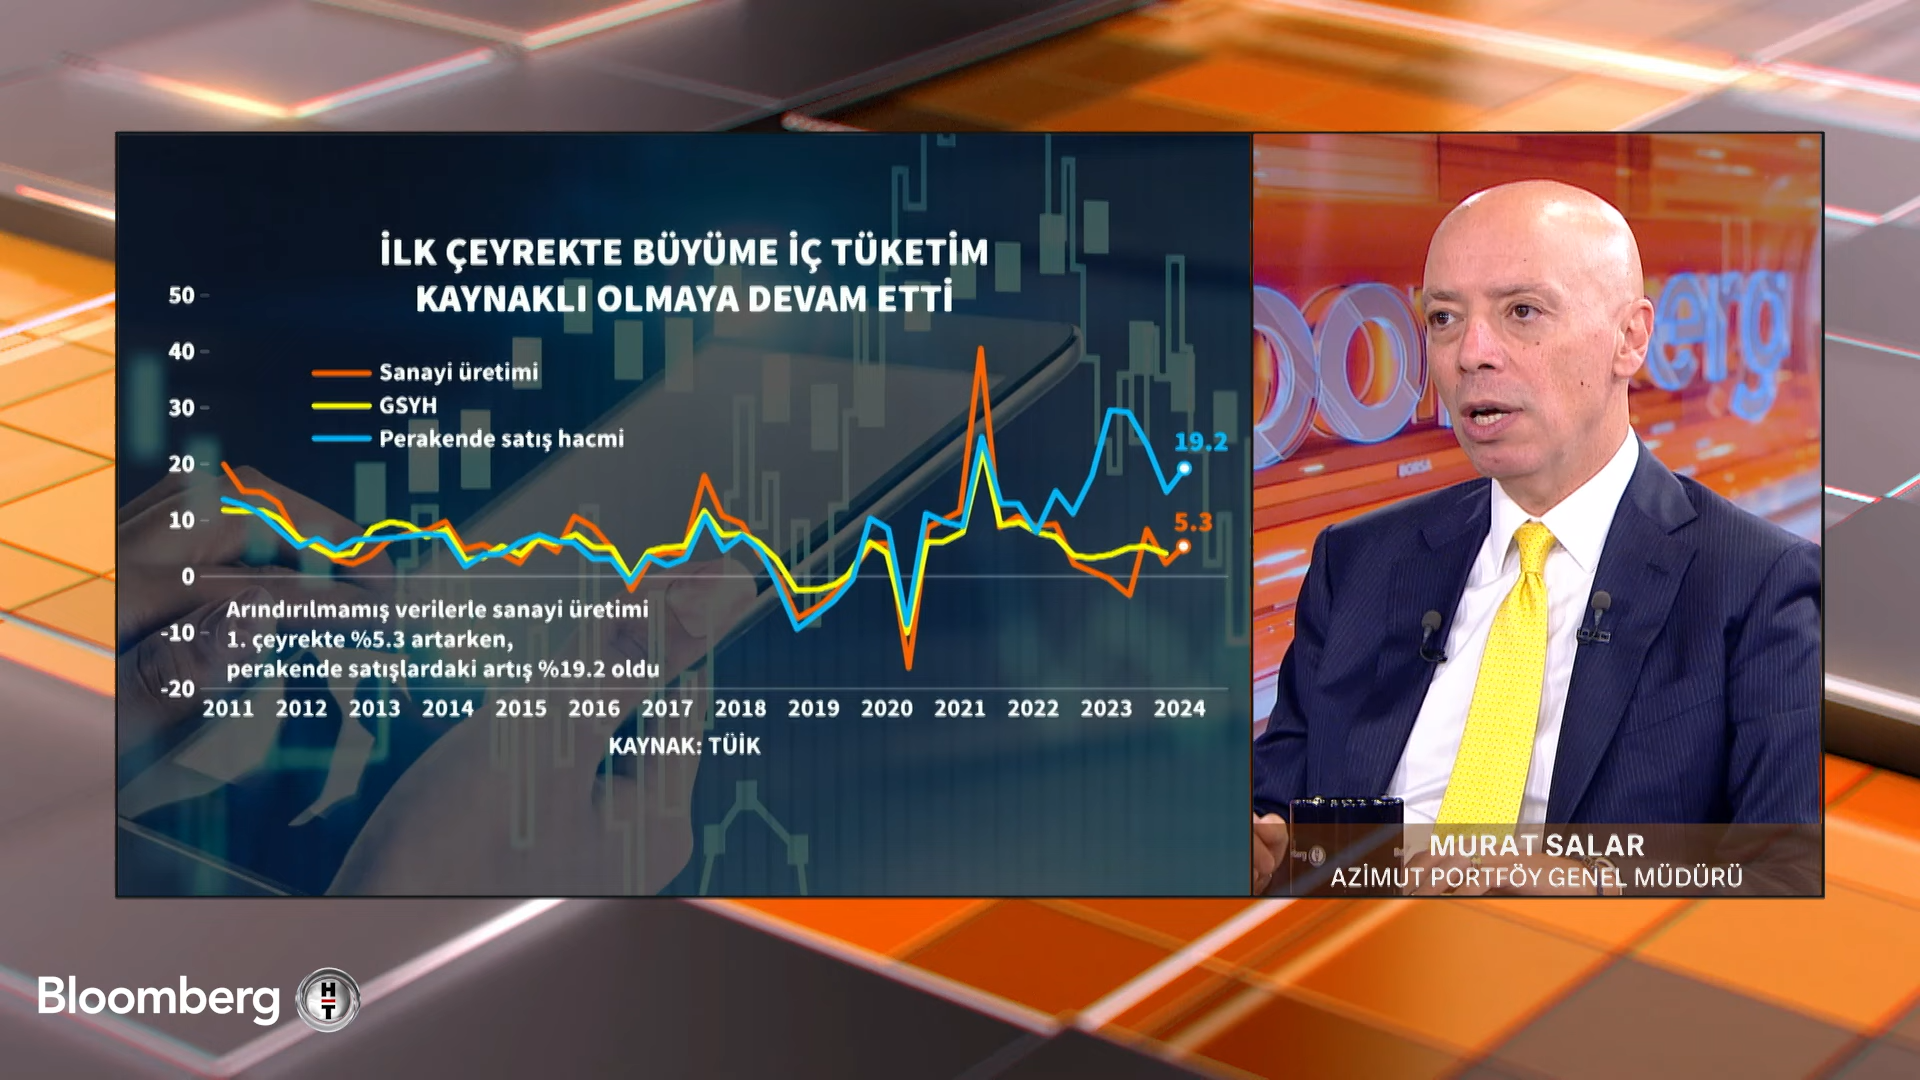 İLK ÇEYREKTE BÜYÜME İÇ TÜKETİM
KAYNAKLI OLMAYA DEVAM ETTİ
50
40
30
20
10
0
-10
-20
Sanayi üretimi
GSYH
Perakende satış hacmi
19.2
5.3
Arındırılmamış verilerle sanayi üretimi
1. çeyrekte %5.3 artarken,
perakende satışlardaki artış %19.2 oldu
2011 2012 2013 2014 2015 2016 2017 2018 2019 2020 2021 2022 2023 2024
KAYNAK: TÜİK
BORSA
MURAT SALAR
AZİMUT PORTFÖY GENEL MÜDÜRÜ
Bloomberg HT